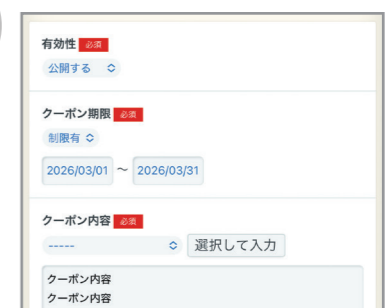 有効性 必須
公開する
クーポン期限 必須
制限有
2026/03/01 ~ 2026/03/31
クーポン内容 必須
----- 選択して入力
クーポン内容
クーポン内容